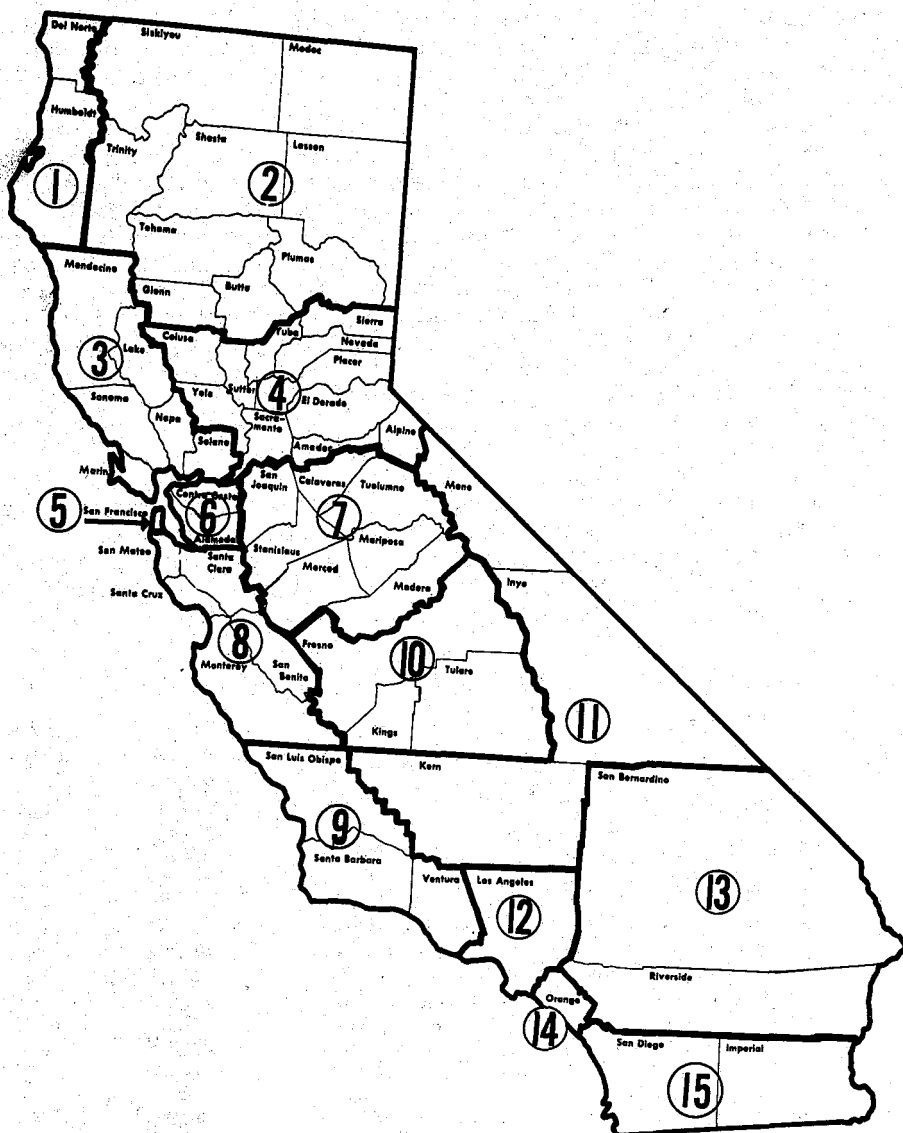 Del Norte
Siskiyou
Modoc
Humboldt
Trinity
Shasta
Lassen
1
2
Tehama
Plumas
Mendocino
Glenn
Butte
Sierra
Yuba
Colusa
Nevada
3
Lake
Placer
4
Sutter
Yolo
El Dorado
Sonoma
Napa
Sacra-
mento
Alpine
Solano
Amador
Marin
San
Joaquin
Calaveras
Tuolumne
Mono
Contra Costa
5
San Francisco
6
7
Alameda
Mariposa
San Mateo
Santa
Clara
Stanislaus
Merced
Inyo
Madera
Santa Cruz
8
Fresno
10
Monterey
San
Benito
Tulare
11
Kings
San Luis Obispo
Kern
San Bernardino
9
Santa Barbara
Ventura
Los Angeles
13
12
Riverside
Orange
14
San Diego
Imperial
15